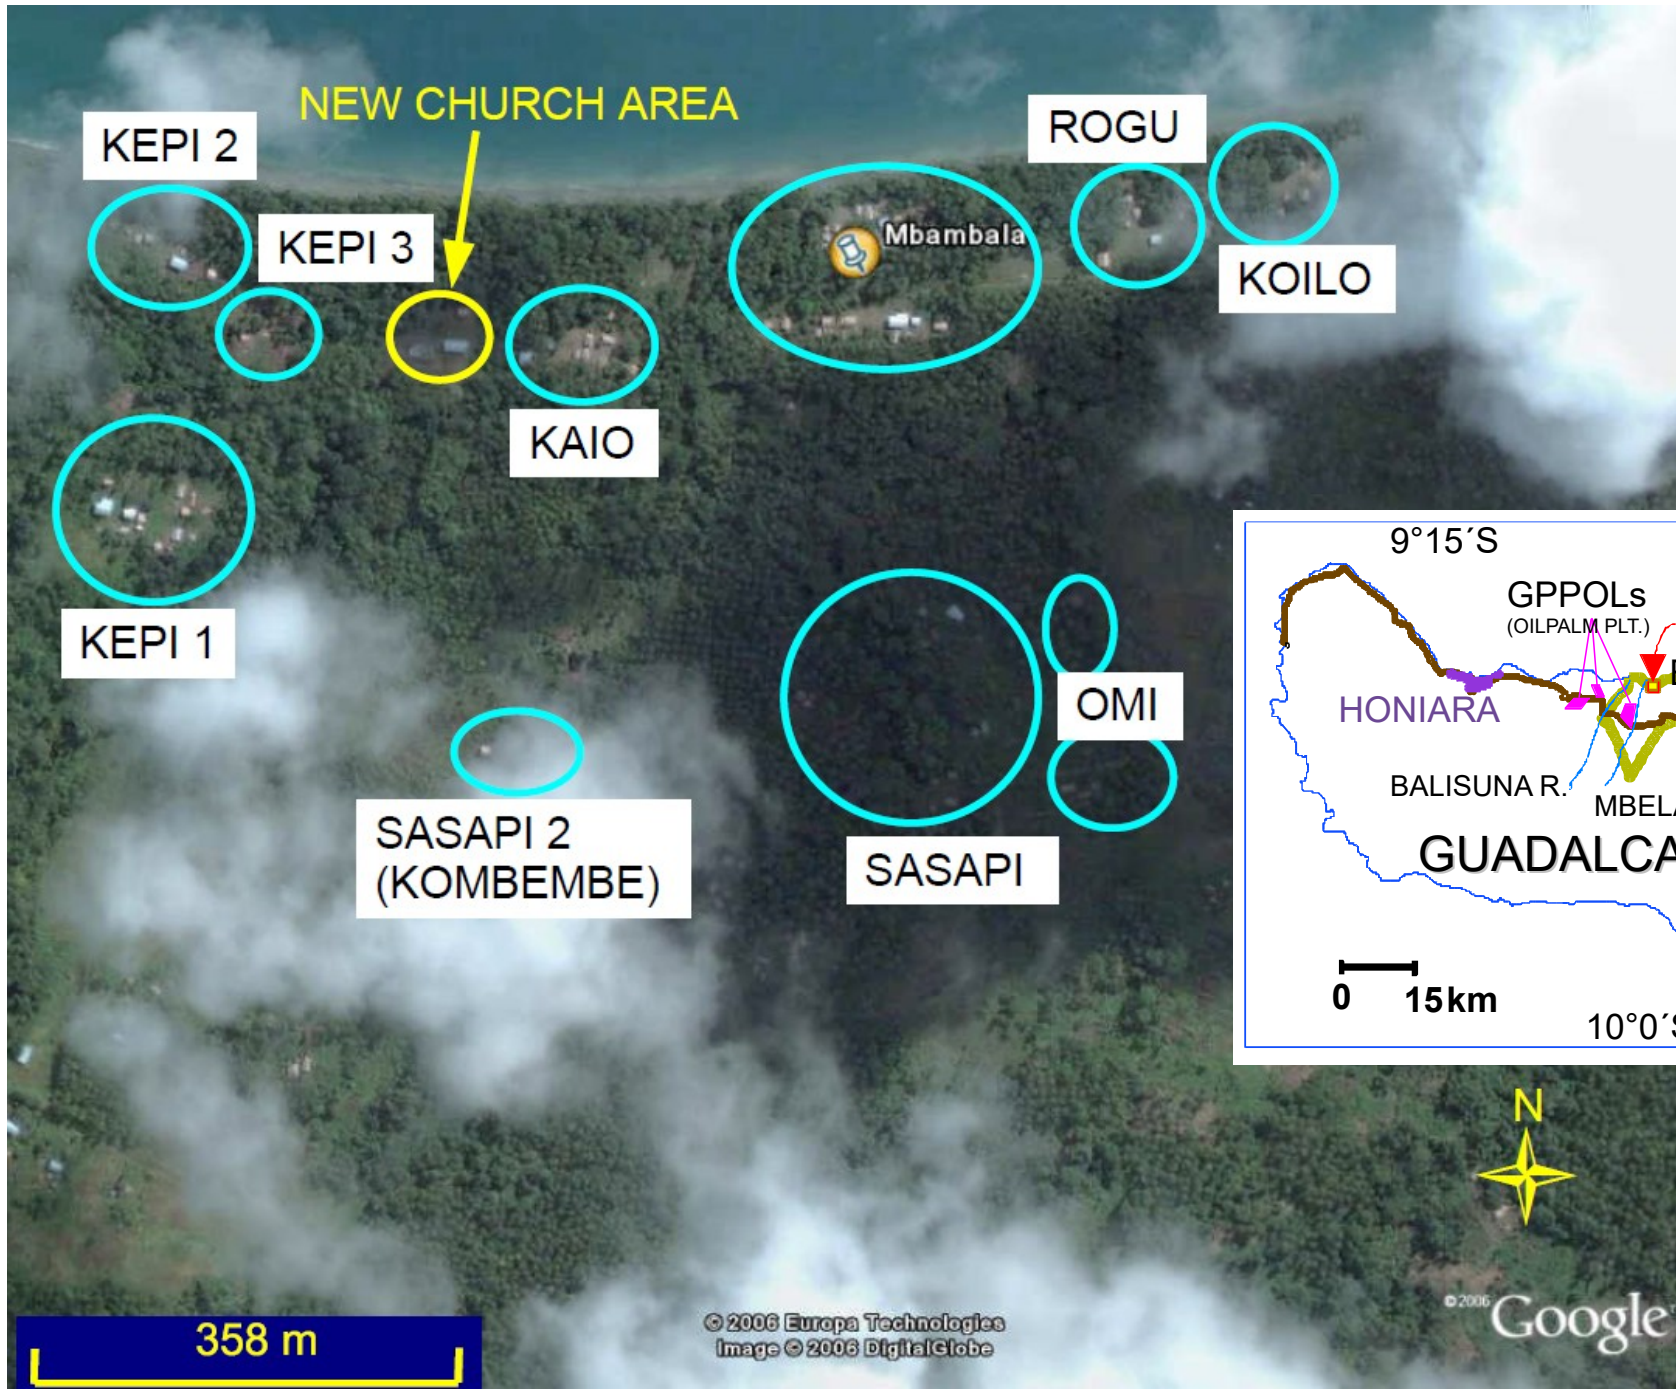 NEW CHURCH AREA
KEPI 2
ROGU
KEPI 3
Mbambala
KOILO
KAIO
KEPI 1
9°15´S
GPPOLs
(OILPALM PLT.)
HONIARA
OMI
BALISUNA R.
MBELA
SASAPI 2
(KOMBEMBE)
SASAPI
GUADALCA
0 15km
10°0´S
N
358 m
© 2006 Europa Technologies
Image © 2006 DigitalGlobe
©2006 Google